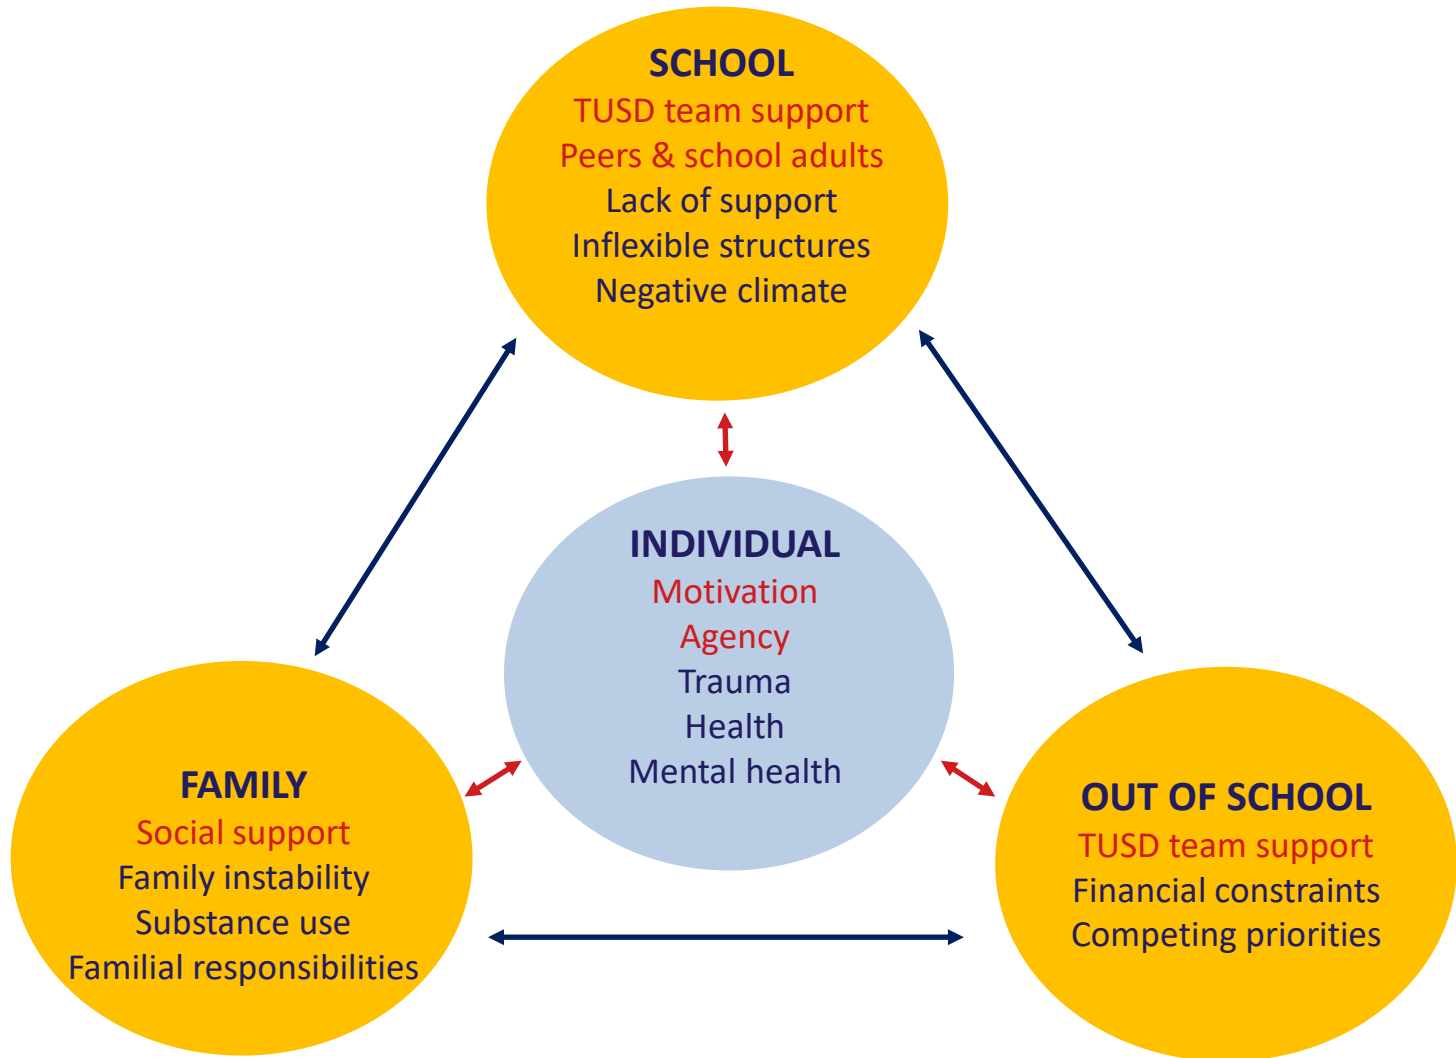 SCHOOL
TUSD team support
Peers & school adults
Lack of support
Inflexible structures
Negative climate
INDIVIDUAL
Motivation
Agency
Trauma
Health
Mental health
FAMILY
Social support
Family instability
Substance use
Familial responsibilities
OUT OF SCHOOL
TUSD team support
Financial constraints
Competing priorities